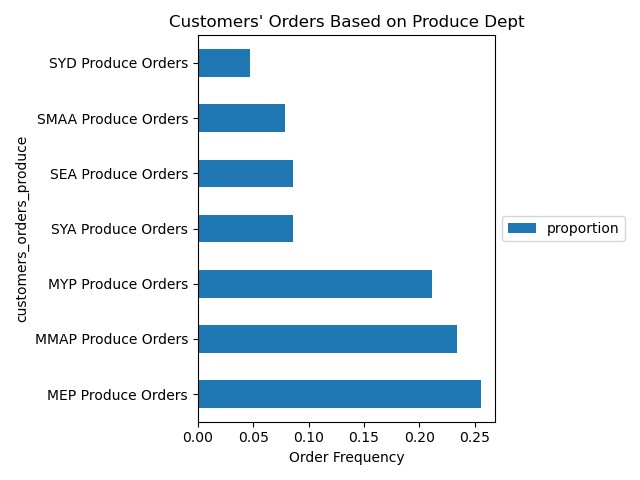 Customers' Orders Based on Produce Dept
SYD Produce Orders
SMAA Produce Orders
SEA Produce Orders
SYA Produce Orders
MYP Produce Orders
MMAP Produce Orders
MEP Produce Orders
customers_orders_produce
proportion
0.00 0.05 0.10 0.15 0.20 0.25
Order Frequency